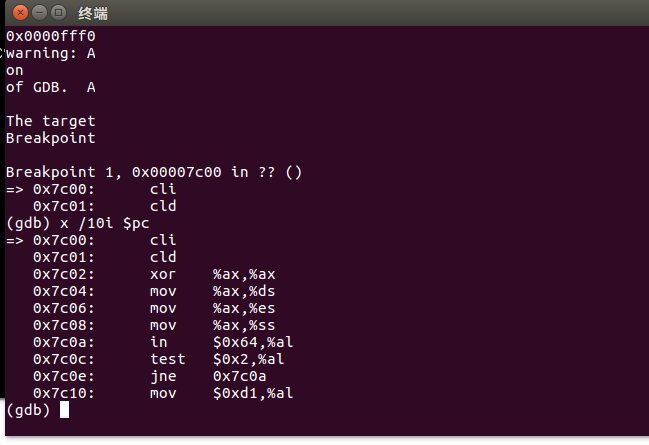 终端
0x0000fff0
warning: A
on
of GDB.  A
The target
Breakpoint
Breakpoint 1, 0x00007c00 in ?? ()
=> 0x7c00:      cli
   0x7c01:      cld
(gdb) x /10i $pc
=> 0x7c00:      cli
   0x7c01:      cld
   0x7c02:      xor    %ax,%ax
   0x7c04:      mov    %ax,%ds
   0x7c06:      mov    %ax,%es
   0x7c08:      mov    %ax,%ss
   0x7c0a:      in     $0x64,%al
   0x7c0c:      test   $0x2,%al
   0x7c0e:      jne    0x7c0a
   0x7c10:      mov    $0xd1,%al
(gdb)